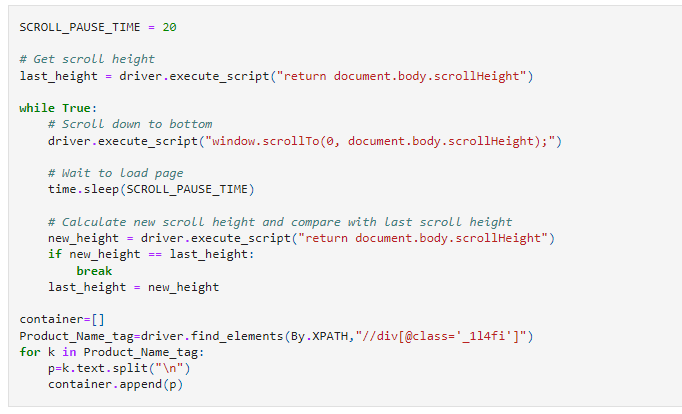 SCROLL_PAUSE_TIME = 20
# Get scroll height
last_height = driver.execute_script("return document.body.scrollHeight")
while True:
# Scroll down to bottom
driver.execute_script("window.scrollTo(0, document.body.scrollHeight);")
# Wait to load page
time.sleep(SCROLL_PAUSE_TIME)
# Calculate new scroll height and compare with last scroll height
new_height = driver.execute_script("return document.body.scrollHeight")
if new_height == last_height:
break
last_height = new_height
container=[]
Product_Name_tag=driver.find_elements(By.XPATH,"//div[@class='_1l4fi']")
for k in Product_Name_tag:
p=k.text.split("\n")
container.append(p)